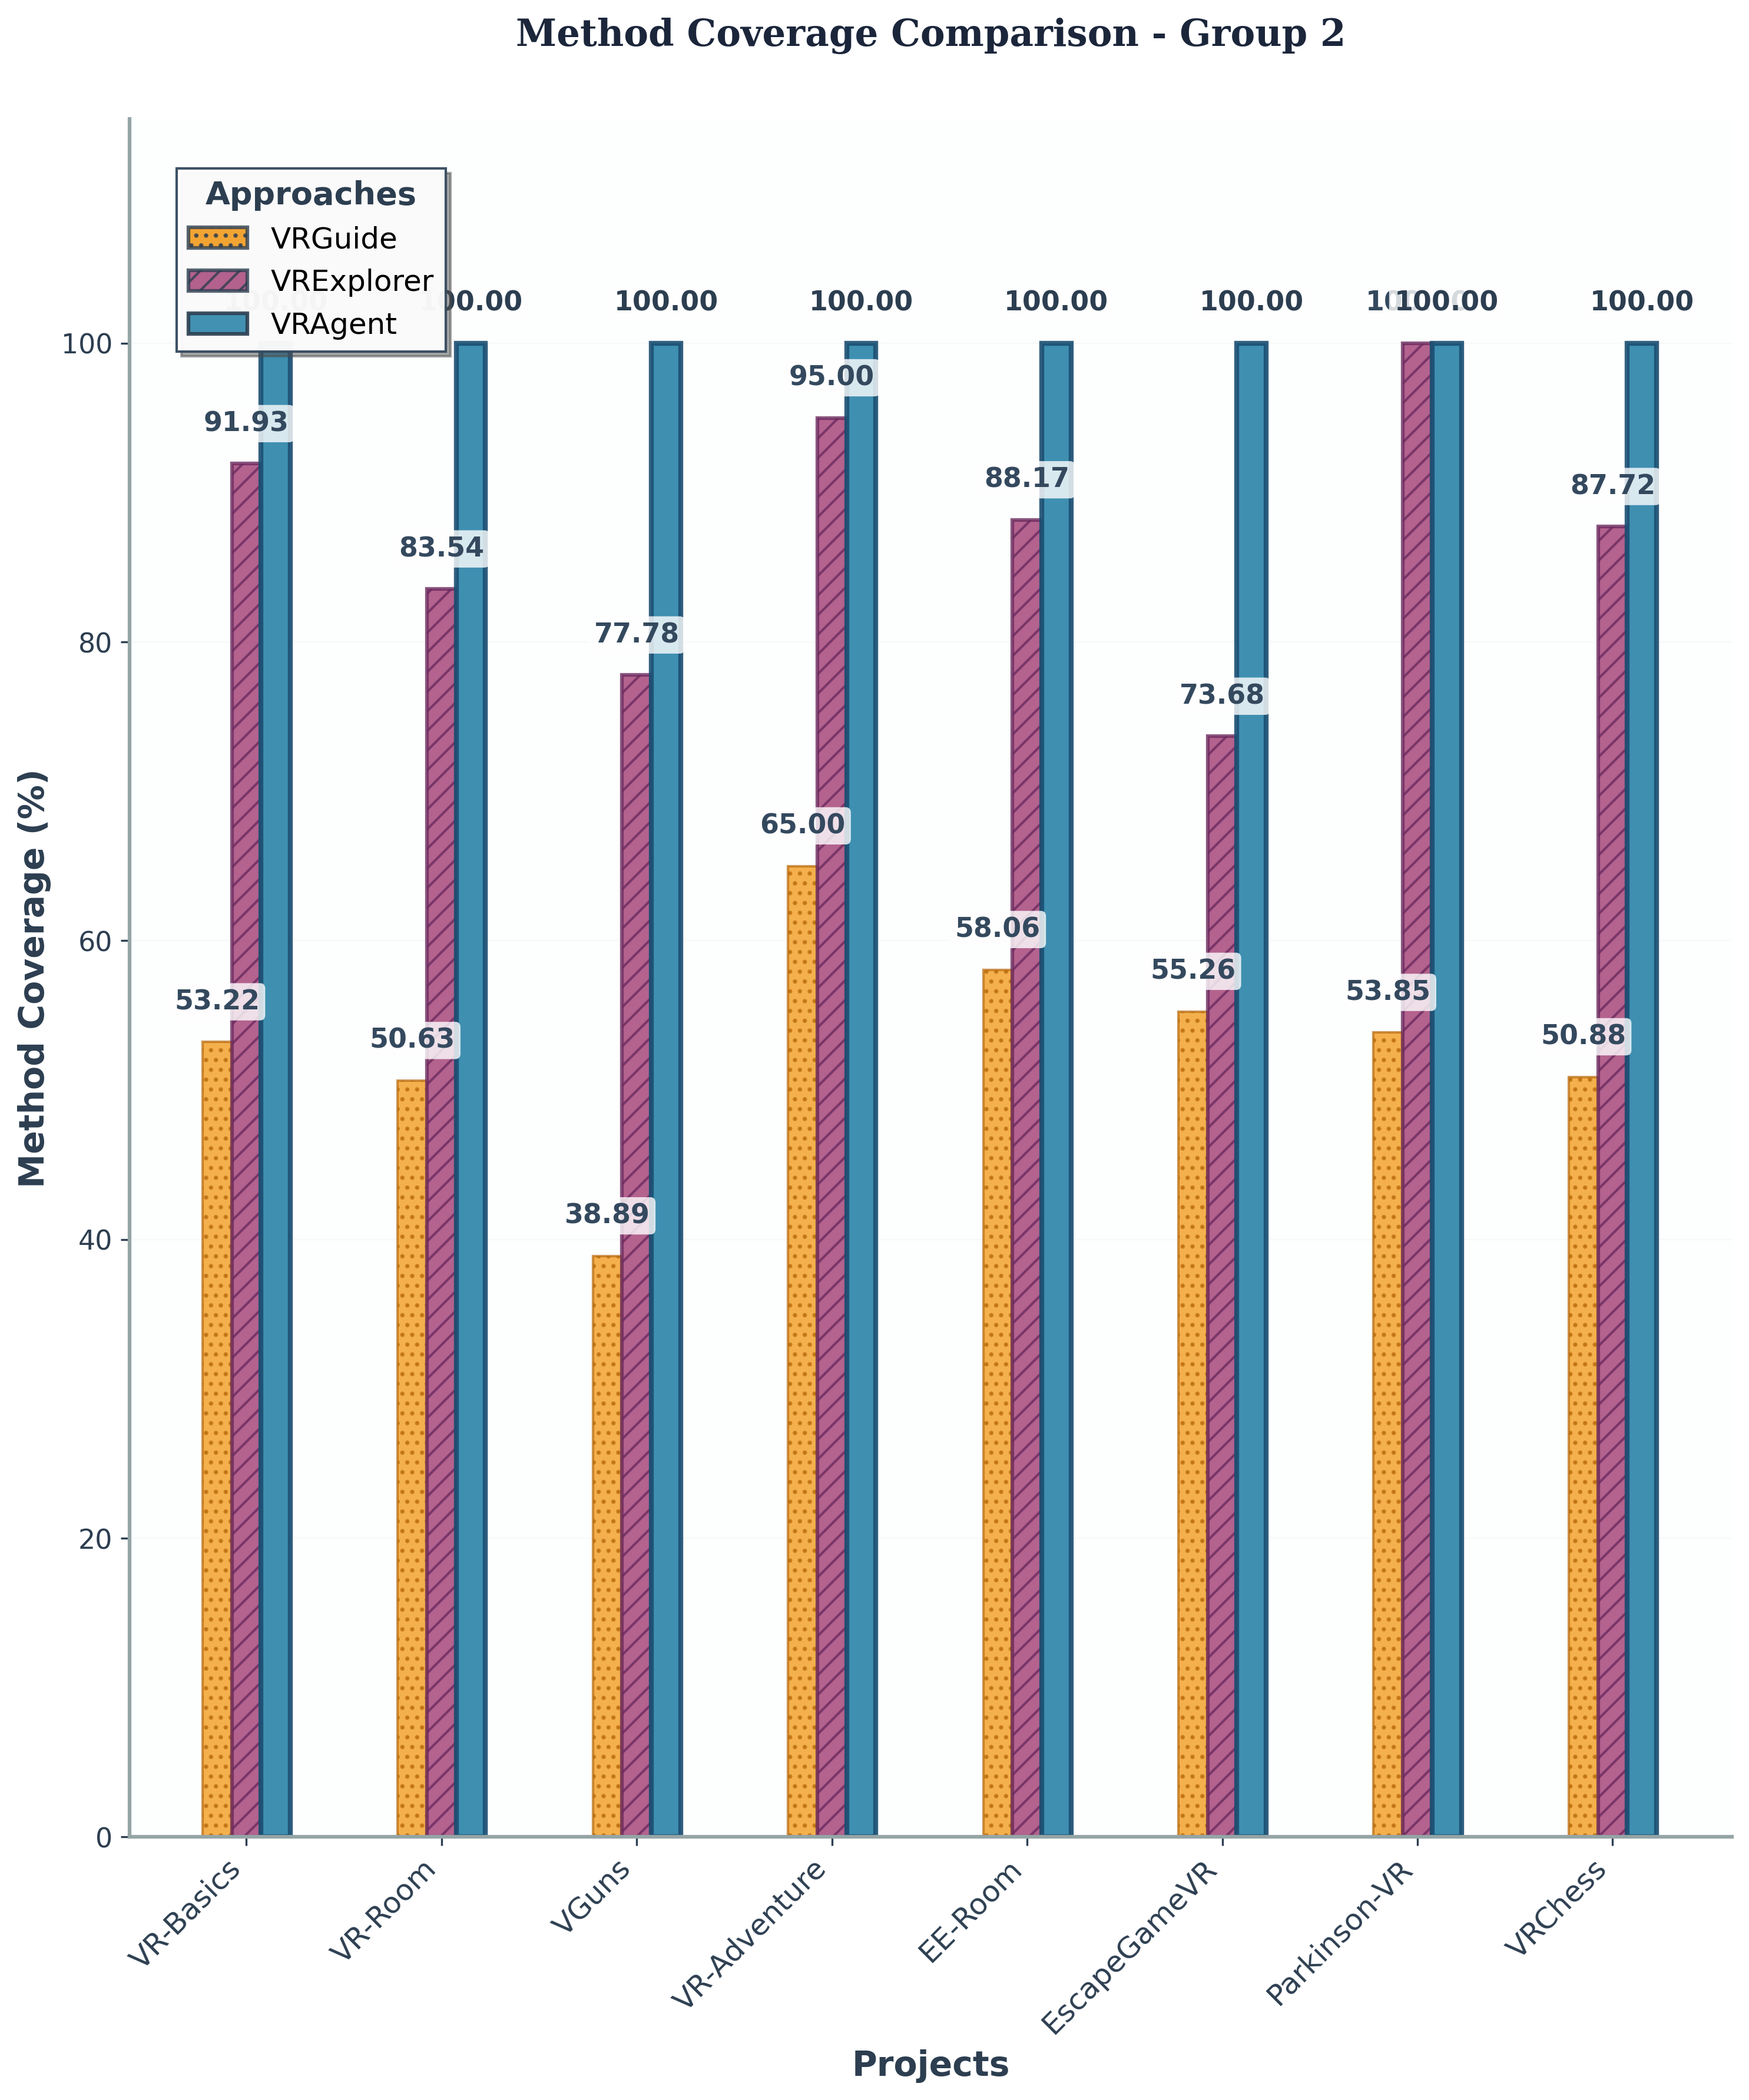 Method Coverage Comparison - Group 2
Approaches
VRGuide
VRExplorer
VRAgent
100.00 100.00 100.00 100.00 100.00 100.00 100.00 100.00
91.93
83.54
77.78
95.00
88.17
73.68
87.72
53.22
50.63
38.89
65.00
58.06
55.26
53.85
50.88
100
80
60
40
20
0
Method Coverage (%)
VR-Basics
VR-Room
VGuns
VR-Adventure
EE-Room
EscapeGameVR
Parkinson-VR
VRChess
Projects